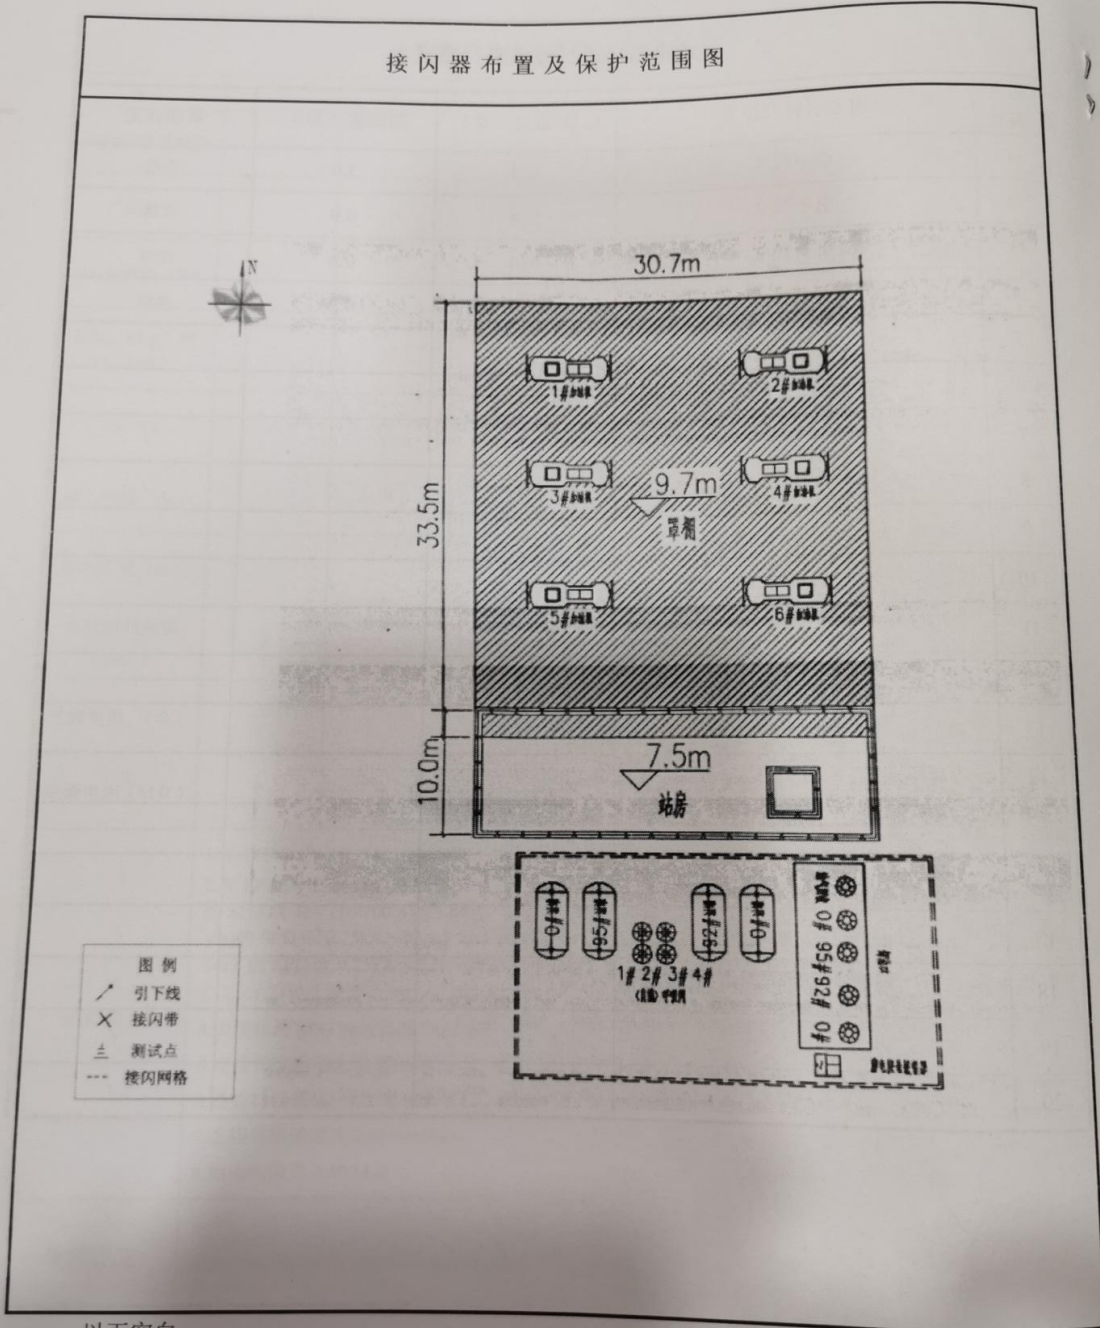 接闪器布置及保护范围图
N
30.7m
1#加油机
2#加油机
33.5m
3#加油机
9.7m
4#加油机
罩棚
5#加油机
6#加油机
10.0m
7.5m
站房
0#
95#
92#
0#
0#
95#
92#
0#
1# 2# 3# 4#
图例
引下线
接闪带
测试点
接闪网格